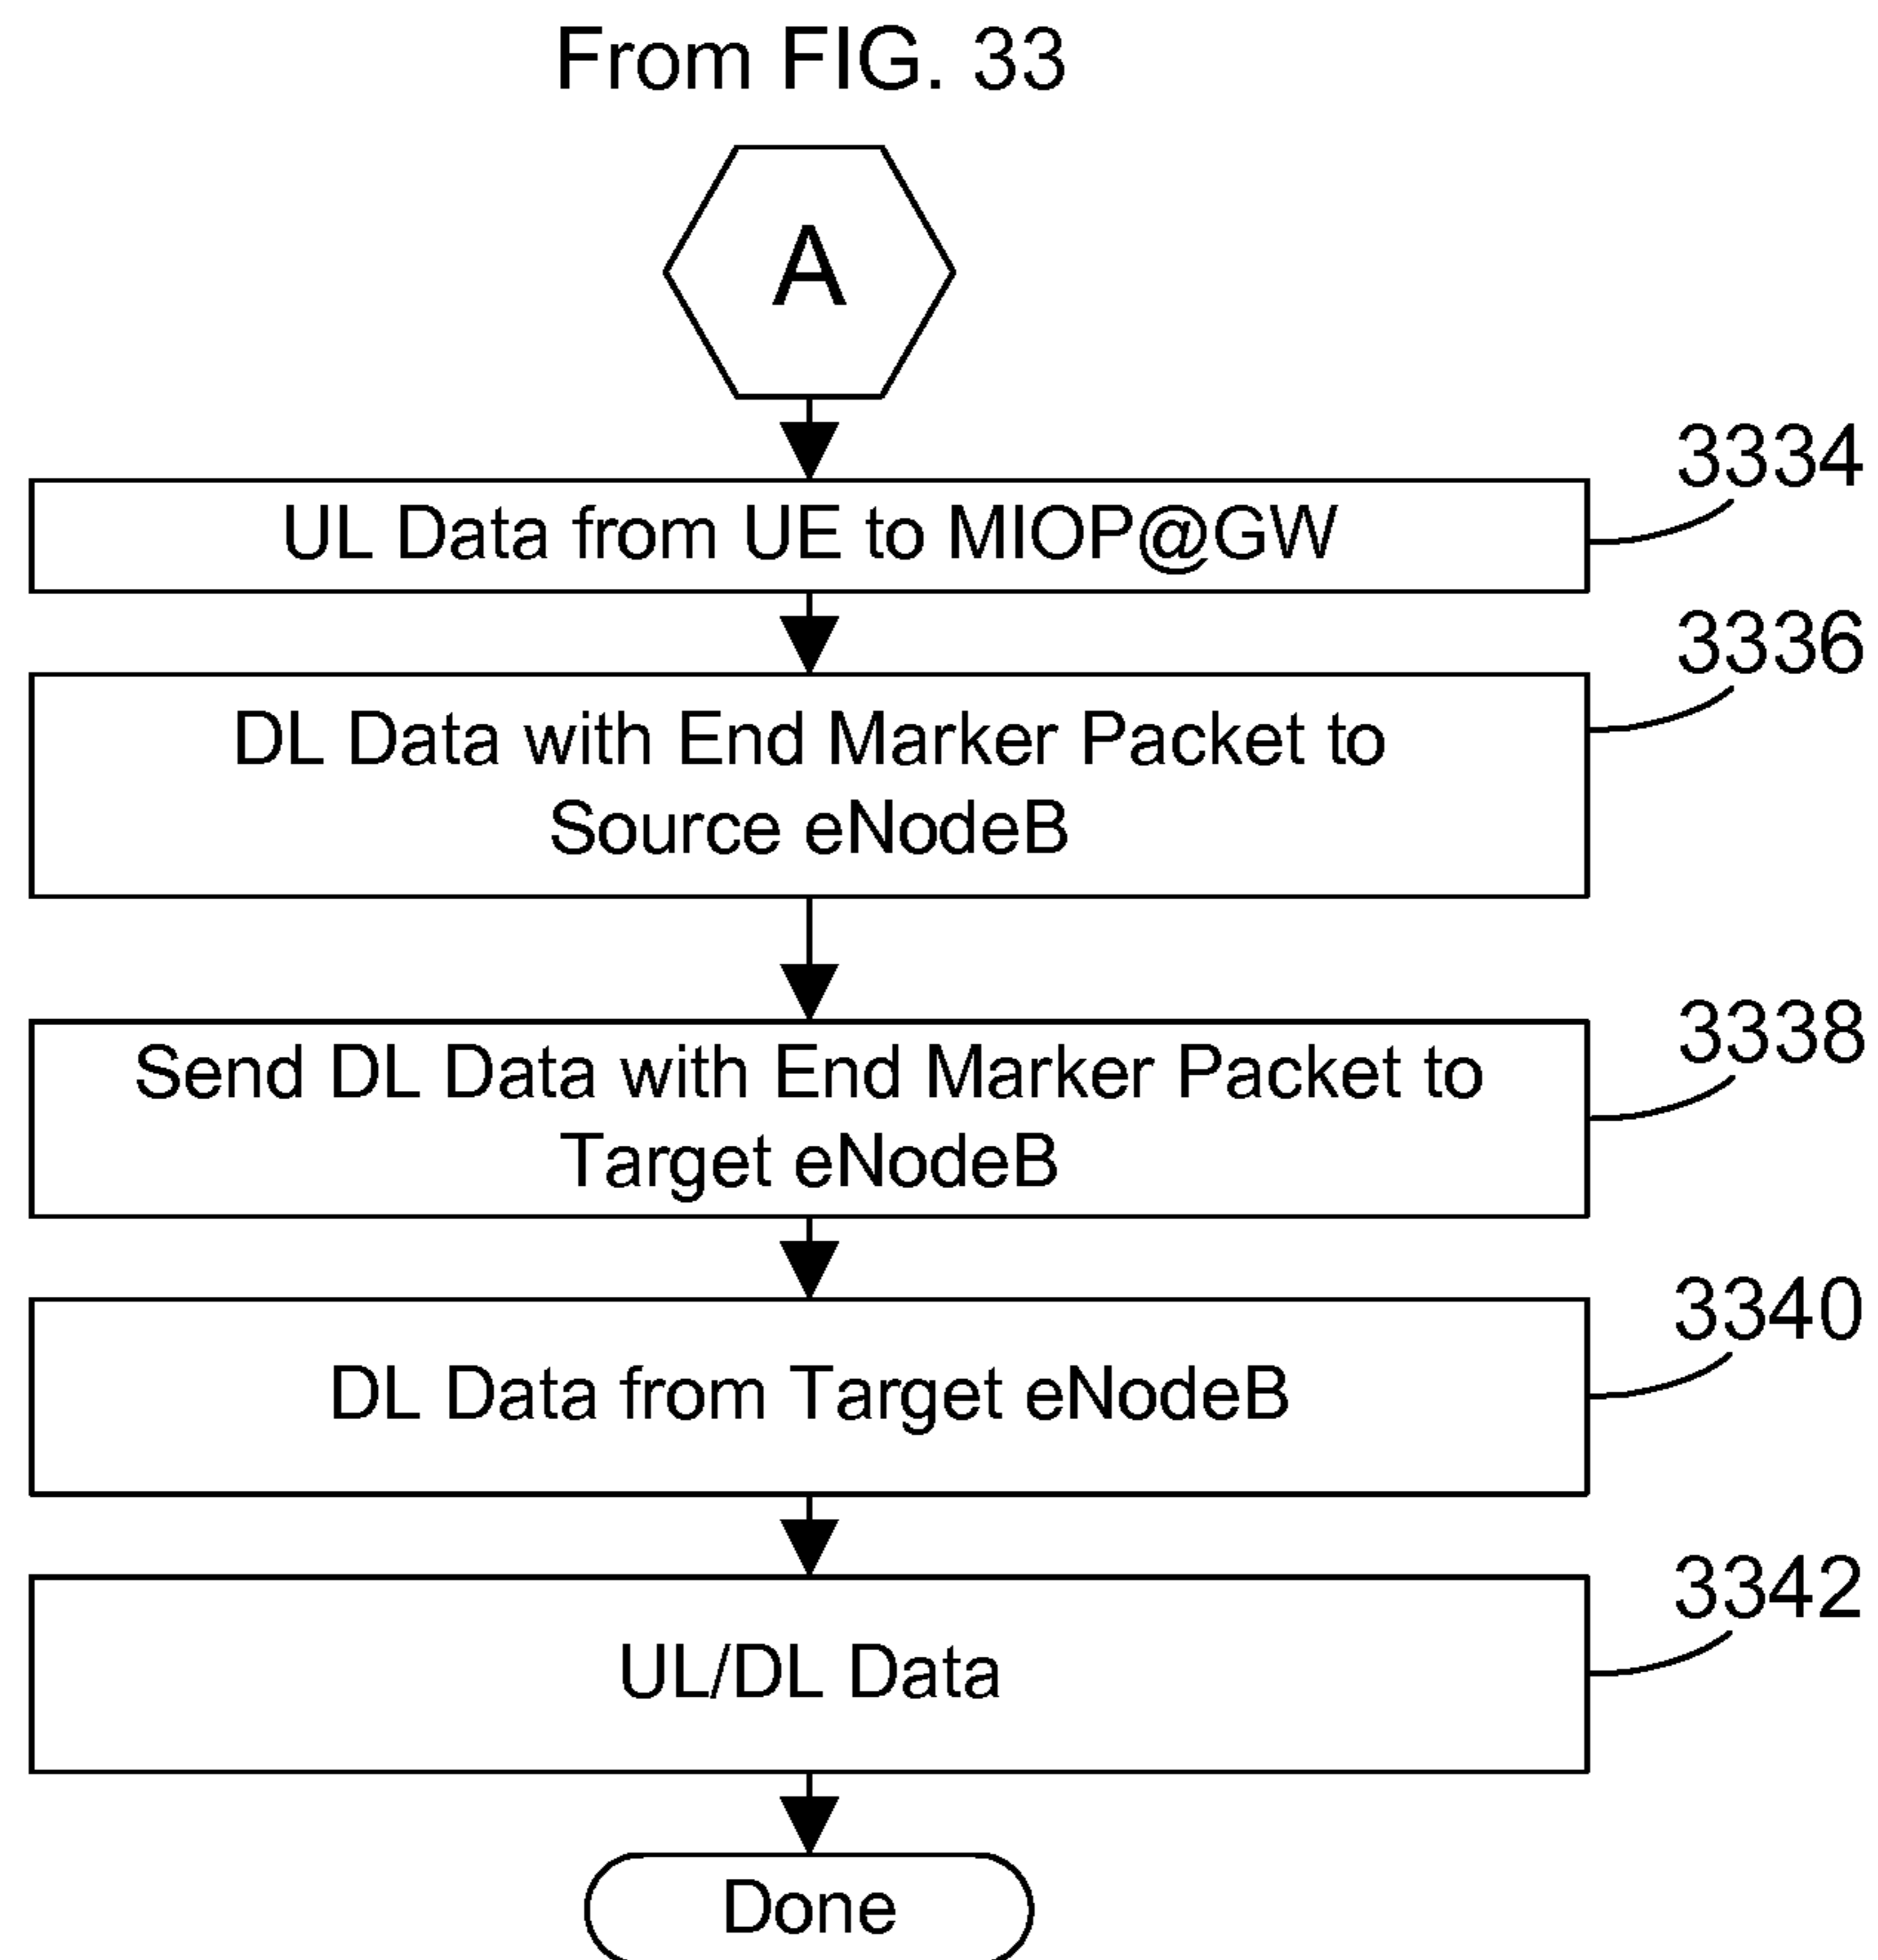 From FIG. 33
A
3334
UL Data from UE to MIOP@GW
3336
DL Data with End Marker Packet to
Source eNodeB
3338
Send DL Data with End Marker Packet to
Target eNodeB
3340
DL Data from Target eNodeB
3342
UL/DL Data
Done